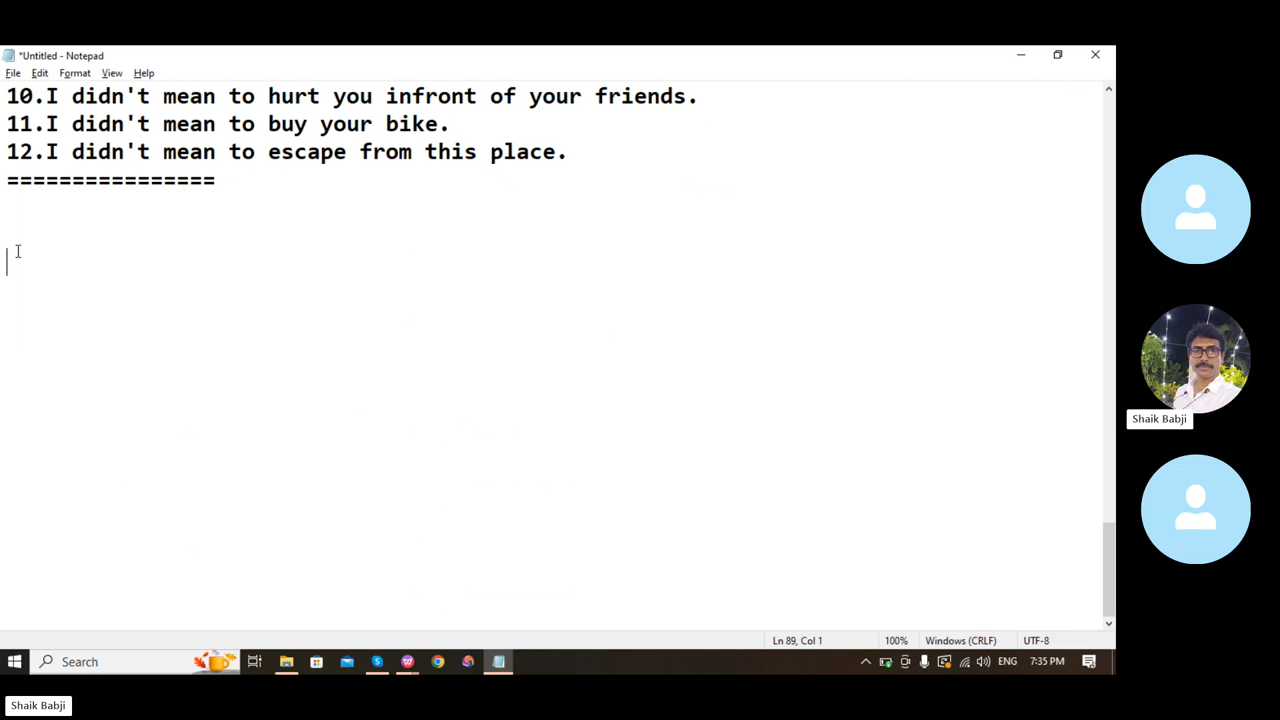 *Untitled - Notepad
File Edit Format View Help
10.I didn't mean to hurt you infront of your friends.
11.I didn't mean to buy your bike.
12.I didn't mean to escape from this place.
================
Shaik Babji
Ln 89, Col 1 100% Windows (CRLF) UTF-8
Search ENG 7:35 PM
Shaik Babji